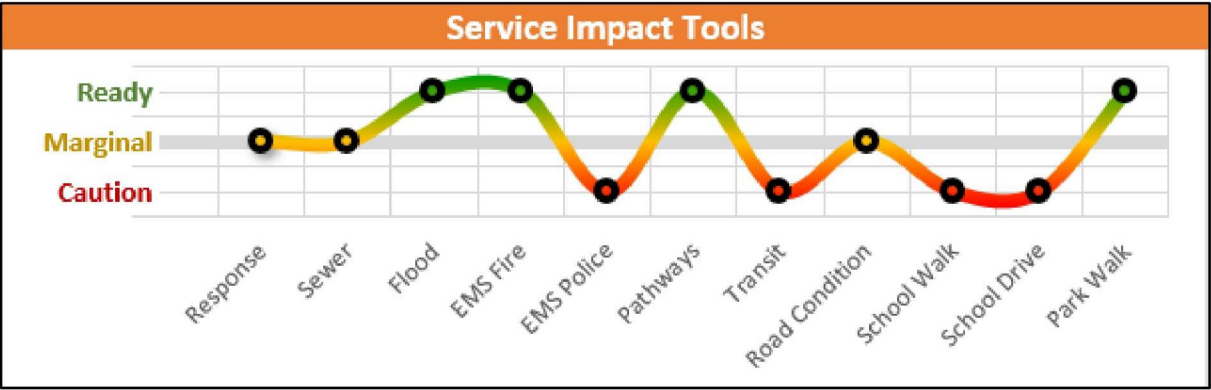 Service Impact Tools
Ready
Marginal
Caution
Response
Sewer
Flood
EMS Fire
EMS Police
Pathways
Transit
Road Condition
School Walk
School Drive
Park Walk